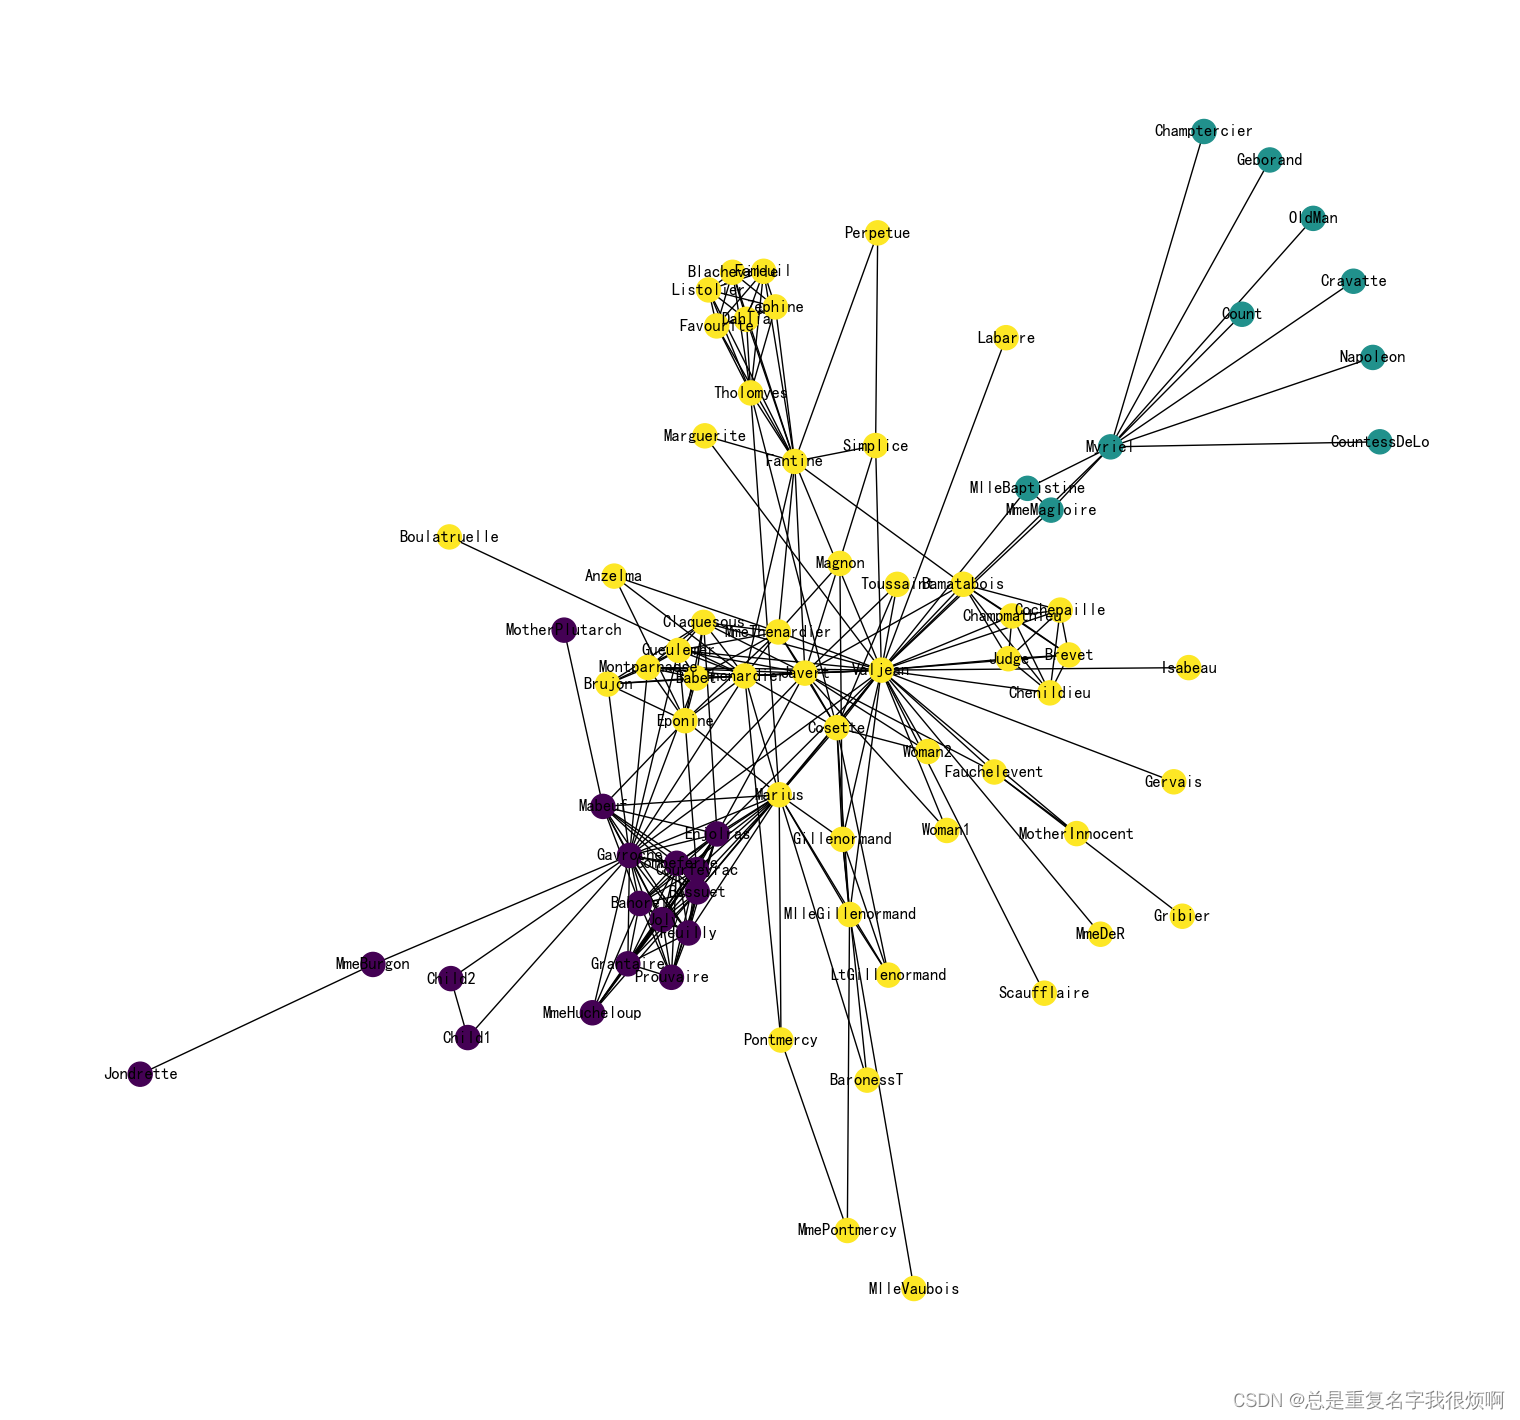 Champtercier
Geborand
OldMan
Perpetue
Blacheville
Fameuil
Cravatte
Listolier
Zephine
Count
Dahlia
Favourite
Labarre
Napoleon
Tholomyes
Marguerite
CountessDeLo
Simplice
Myriel
Fantine
MlleBaptistine
MmeMagloire
Boulatruelle
Magnon
Anzelma
Toussaint
Bamatabois
Cochepaille
Champmathieu
Claquesous
MotherPlutarch
MmeThenardier
Gueulemer
Brevet
Judge
Montparnasse
Isabeau
Valjean
Javert
Thenardier
Babet
Brujon
Chenildieu
Eponine
Cosette
Woman2
Fauchelevent
Gervais
Marius
Mabeuf
Woman1
MotherInnocent
Enjolras
Gillenormand
Gavroche
Combeferre
Courfeyrac
Bossuet
Bahorel
MlleGillenormand
Gribier
Joly
Feuilly
MmeDeR
MmeBurgon
Grantaire
LtGillenormand
Prouvaire
Child2
Scaufflaire
MmeHucheloup
Child1
Pontmercy
Jondrette
BaronessT
MmePontmercy
MlleVaubois
CSDN @总是重复名字我很烦啊